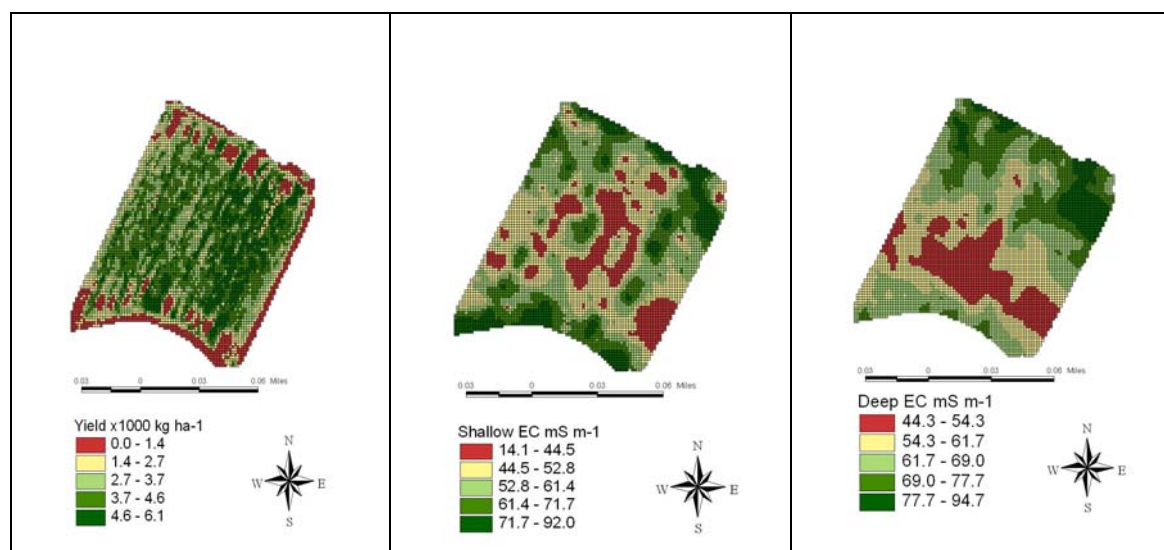 0.03 0 0.03 0.06 Miles
Yield x1000 kg ha-1
0.0 - 1.4
1.4 - 2.7
2.7 - 3.7
3.7 - 4.6
4.6 - 6.1
N
W E
S
0.03 0 0.03 0.06 Miles
Shallow EC mS m-1
14.1 - 44.5
44.5 - 52.8
52.8 - 61.4
61.4 - 71.7
71.7 - 92.0
N
W E
S
0.03 0 0.03 0.06 Miles
Deep EC mS m-1
44.3 - 54.3
54.3 - 61.7
61.7 - 69.0
69.0 - 77.7
77.7 - 94.7
N
W E
S